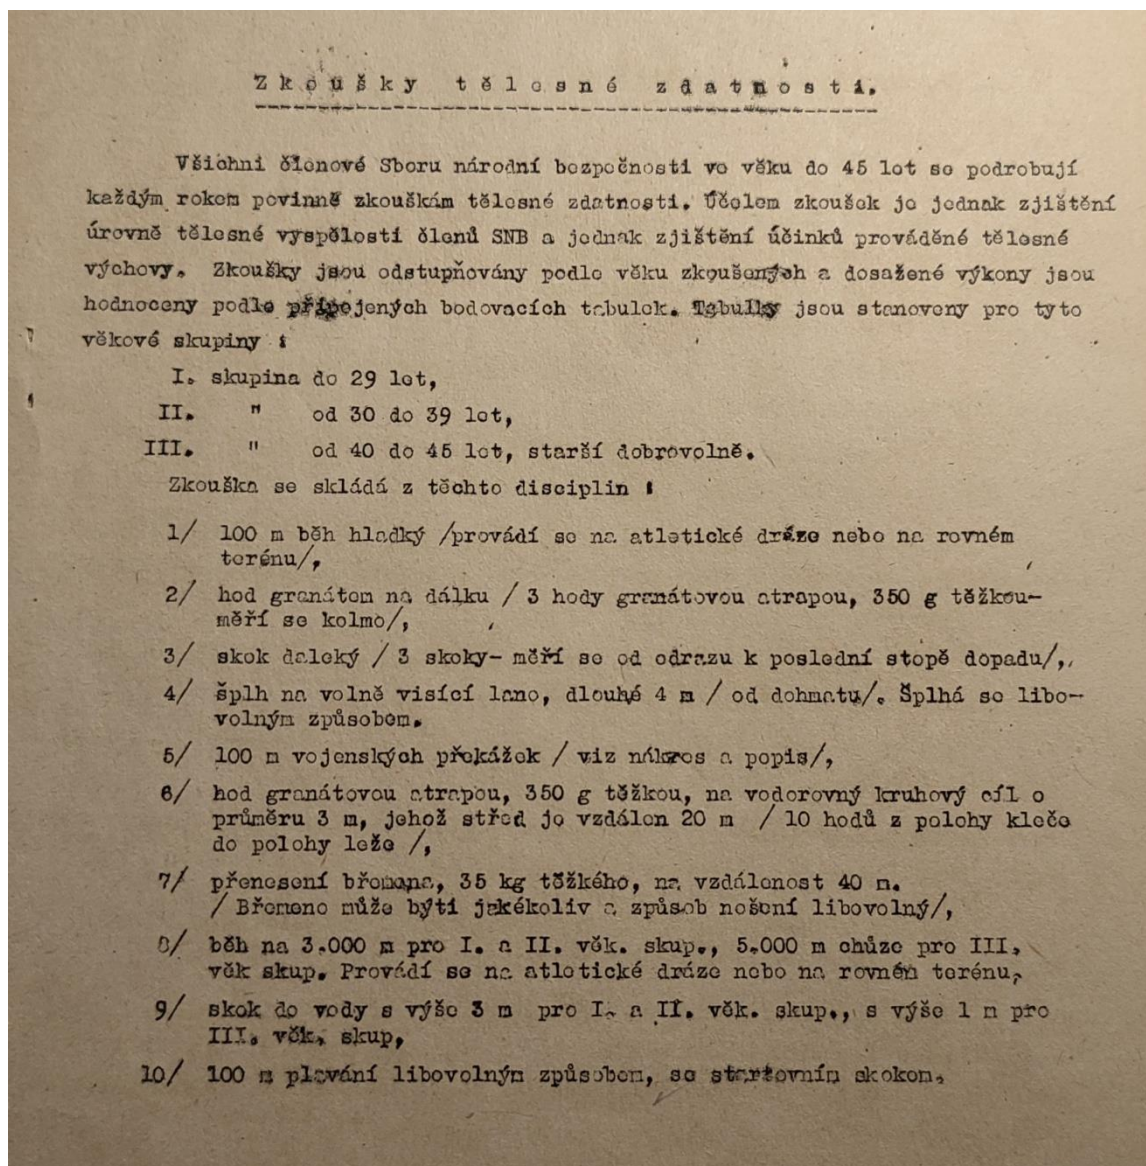 Zkoušky tělesné zdatnosti.
Všichni členové Sboru národní bezpečnosti ve věku do 45 let se podrobují
každým rokem povinně zkouškám tělesné zdatnosti. Účelem zkoušek je jednak zjištění
úrovně tělesné vyspělosti členů SNB a jednak zjištění účinků prováděné tělesné
výchovy. Zkoušky jsou odstupňovány podle věku zkoušených a dosažené výkony jsou
hodnoceny podle připojených bodovacích tabulek. Tabulky jsou stanoveny pro tyto
věkové skupiny :
I. skupina do 29 let,
II. " od 30 do 39 let,
III. " od 40 do 45 let, starší dobrovolně.
Zkouška se skládá z těchto disciplin :
1/ 100 m běh hladký /provádí se na atletické dráze nebo na rovném
terénu/,
2/ hod granátem na dálku / 3 hody granátovou atrapou, 350 g těžkou-
měří se kolmo/,
3/ skok daleký / 3 skoky- měří se od odrazu k poslední stopě dopadu/,
4/ šplh na volně visící lano, dlouhé 4 m / od dohmatu/. Šplhá se libo-
volným způsobem.
5/ 100 m vojenských překážek / viz nákres a popis/,
6/ hod granátovou atrapou, 350 g těžkou, na vodorovný kruhový cíl o
průměru 3 m, jehož střed je vzdálen 20 m / 10 hodů z polohy kleče
do polohy leže /,
7/ přenesení břemena, 35 kg těžkého, na vzdálenost 40 m.
/ Břemeno může býti jakékoliv a způsob nošení libovolný/,
8/ běh na 3.000 m pro I. a II. věk. skup., 5.000 m chůze pro III.
věk skup. Provádí se na atletické dráze nebo na rovném terénu,
9/ skok do vody s výše 3 m pro I. a II. věk. skup., s výše 1 m pro
III. věk. skup,
10/ 100 m plavání libovolným způsobem, se startovním skokem.